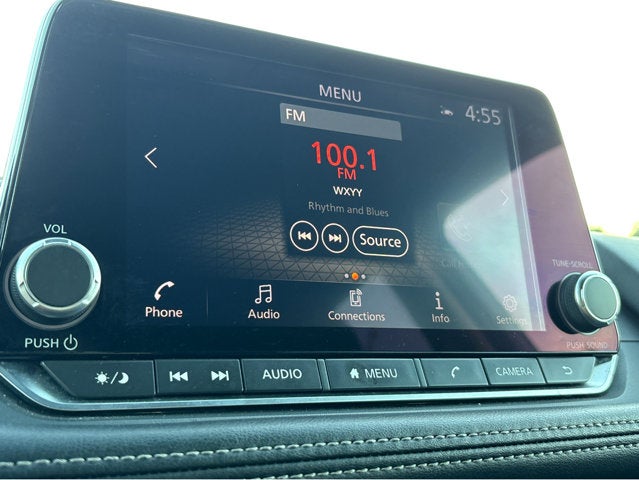 MENU
4:55
FM
100.1
FM
WXYY
Rhythm and Blues
Source
Phone
Audio
Connections
Info
Settings
VOL
PUSH
TUNE-SCROLL
PUSH SOUND
AUDIO
MENU
CAMERA